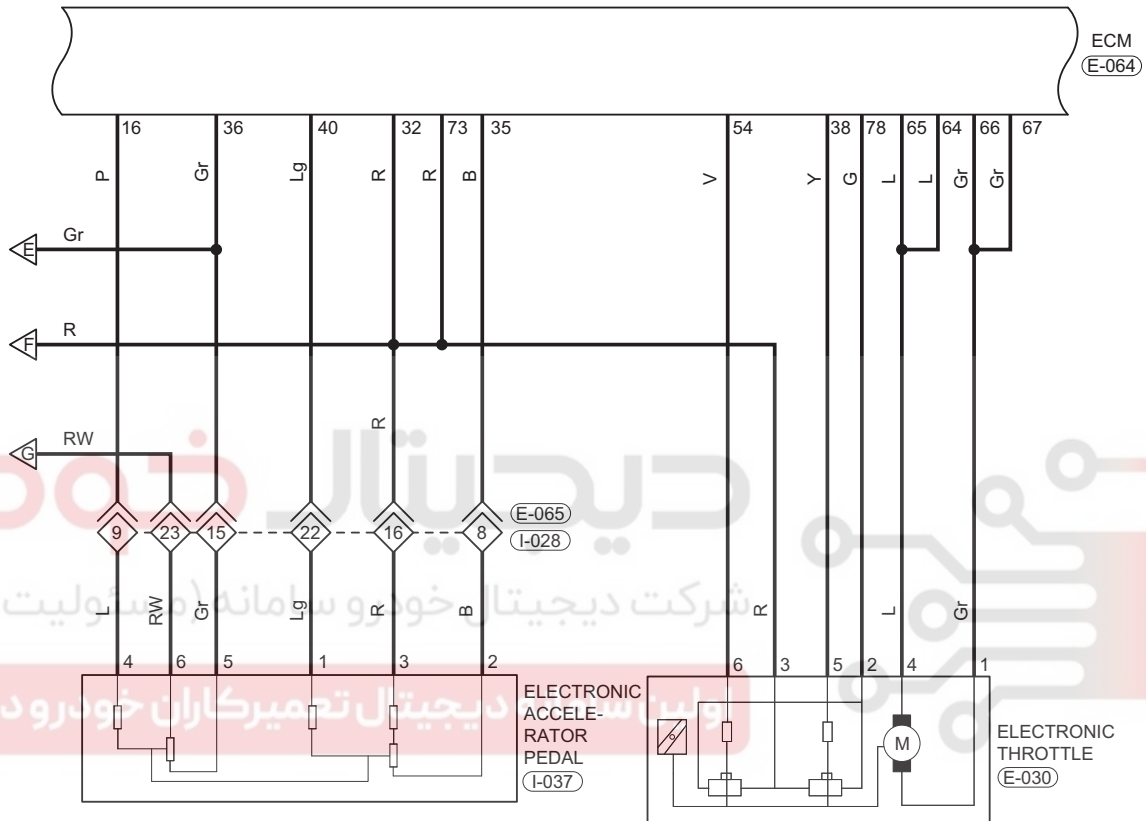 ECM
E-064
16 36 40 32 73 35 54 38 78 65 64 66 67
P Gr Lg R R B V Y G L L Gr Gr
E Gr
F R
R
G RW
دیجیتال خودرو
9 23 15 22 16 8
E-065
I-028
شرکت دیجیتال خودرو سامانه (مسئولیت
L RW Gr Lg R B R L Gr
4 6 5 1 3 2 6 3 5 2 4 1
اولین سامانه دیجیتال تعمیرکاران خودرو در
ELECTRONIC
ACCELE-
RATOR
PEDAL
I-037
M
ELECTRONIC
THROTTLE
E-030